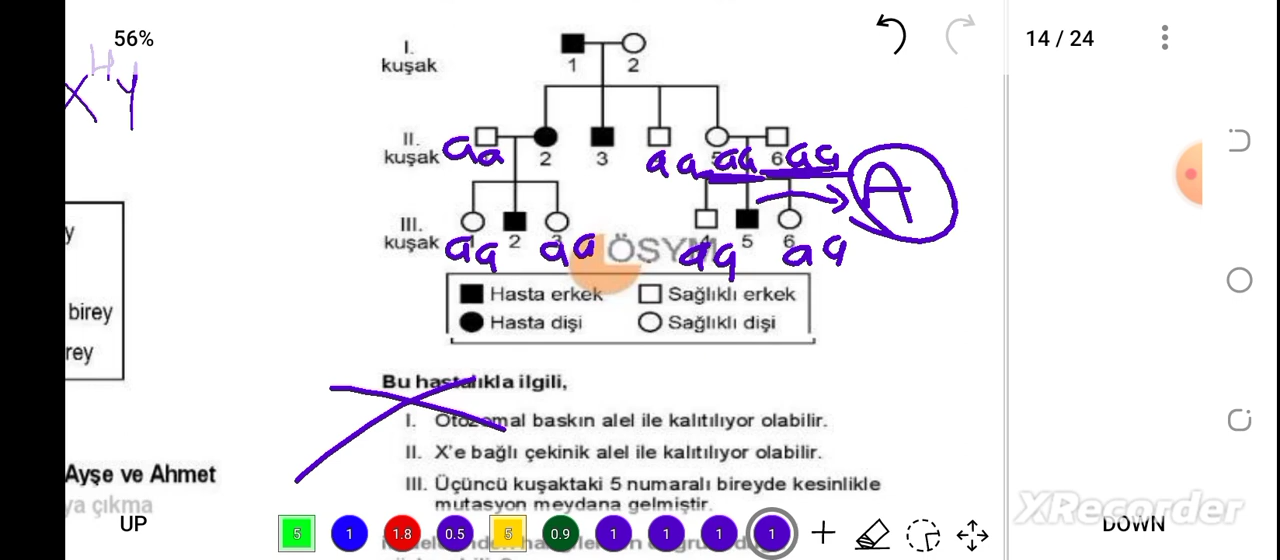 56%
14 / 24
X^H Y
I.
kuşak
1 2
II.
kuşak
aa 2 3 aa aa 6 aa
A
III.
kuşak
2 5 6
aa aa aa aa
ÖSYM
Hasta erkek Sağlıklı erkek
Hasta dişi Sağlıklı dişi
y
birey
rey
Bu hastalıkla ilgili,
I. Otozomal baskın alel ile kalıtılıyor olabilir.
II. X'e bağlı çekinik alel ile kalıtılıyor olabilir.
III. Üçüncü kuşaktaki 5 numaralı bireyde kesinlikle
mutasyon meydana gelmiştir.
Ayşe ve Ahmet
ya çıkma
UP
5 1 1.8 0.5 5 0.9 1 1 1 1
XRecorder
DOWN